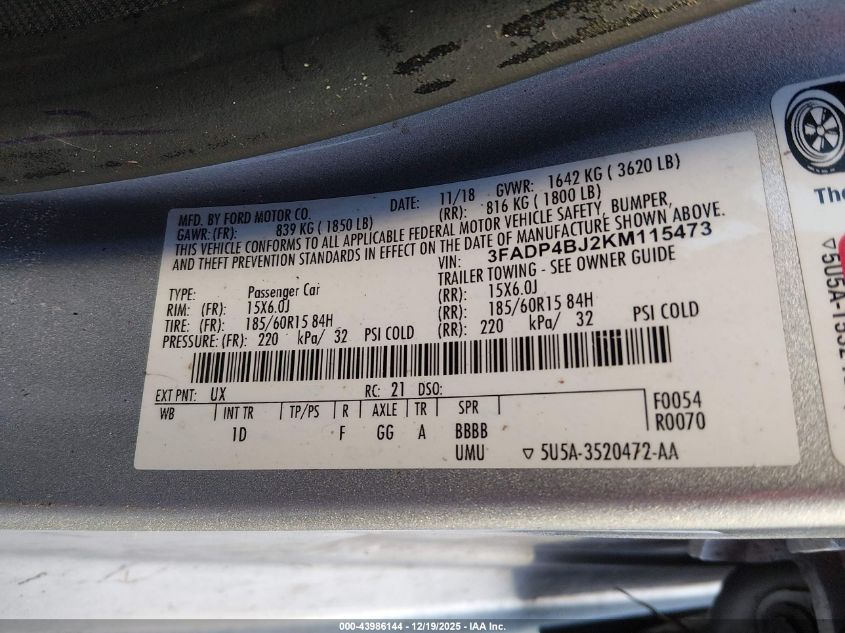 MFD. BY FORD MOTOR CO. DATE: 11/18 GVWR: 1642 KG ( 3620 LB)
GAWR: (FR): 839 KG ( 1850 LB) (RR): 816 KG ( 1800 LB)
THIS VEHICLE CONFORMS TO ALL APPLICABLE FEDERAL MOTOR VEHICLE SAFETY, BUMPER,
AND THEFT PREVENTION STANDARDS IN EFFECT ON THE DATE OF MANUFACTURE SHOWN ABOVE.
VIN: 3FADP4BJ2KM115473
TYPE: Passenger Car TRAILER TOWING - SEE OWNER GUIDE
RIM: (FR): 15X6.0J (RR): 15X6.0J
TIRE: (FR): 185/60R15 84H (RR): 185/60R15 84H
PRESSURE: (FR): 220 kPa/ 32 PSI COLD (RR): 220 kPa/ 32 PSI COLD
EXT PNT: UX RC: 21 DSO:
WB INT TR TP/PS R AXLE TR SPR F0054
1D F GG A BBBB R0070
UMU ▽ 5U5A-3520472-AA
The
▽5U5A-1532
000-43986144 - 12/19/2025 - IAA Inc.